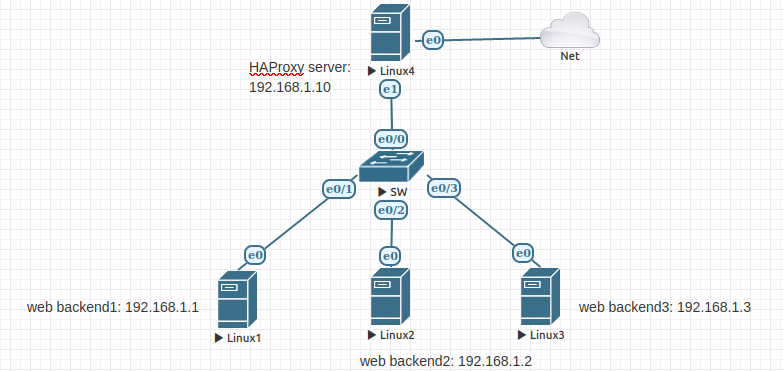 e0
Net
HAProxy server:
192.168.1.10
Linux4
e1
e0/0
SW
e0/1
e0/3
e0/2
e0
e0
e0
web backend1: 192.168.1.1
web backend3: 192.168.1.3
Linux1
Linux2
Linux3
web backend2: 192.168.1.2